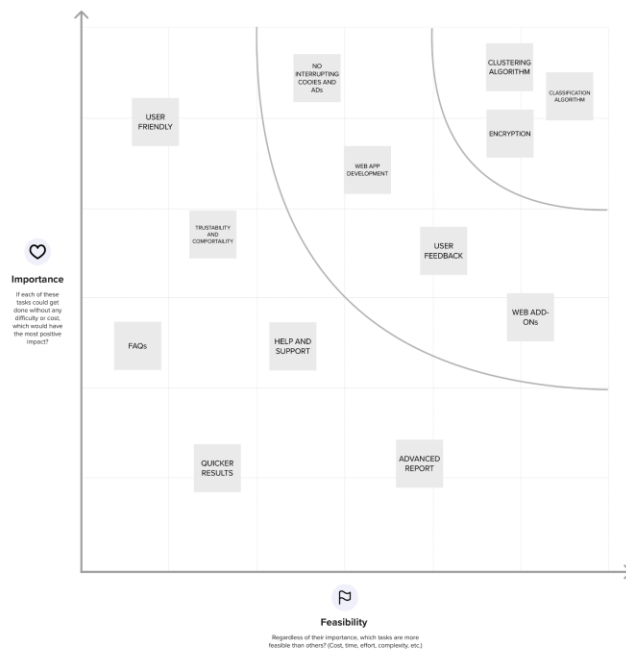 NO
INTERRUPTING
COOIES AND
ADs
CLUSTERING
ALGORITHM
CLASSIFICATION
ALGORITHM
USER
FRIENDLY
ENCRYPTION
WEB APP
DEVELOPMENT
TRUSTABILITY
AND
COMFORTAILITY
USER
FEEDBACK
Importance
If each of these
tasks could get
done without any
difficulty or cost,
which would have
the most positive
impact?
WEB ADD-
ONs
FAQs
HELP AND
SUPPORT
QUICKER
RESULTS
ADVANCED
REPORT
Feasibility
Regardless of their importance, which tasks are more
feasible than others? (Cost, time, effort, complexity, etc.)